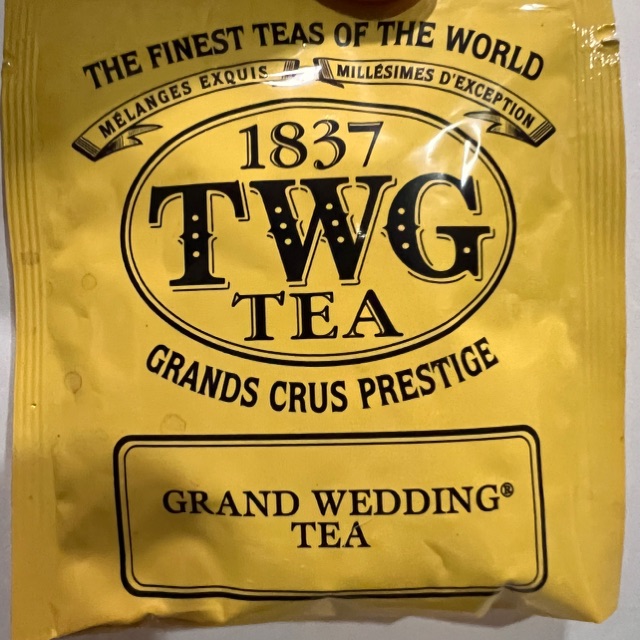 THE FINEST TEAS OF THE WORLD
MÉLANGES EXQUIS MILLÉSIMES D'EXCEPTION
1837
TWG
TEA
GRANDS CRUS PRESTIGE
GRAND WEDDING®
TEA